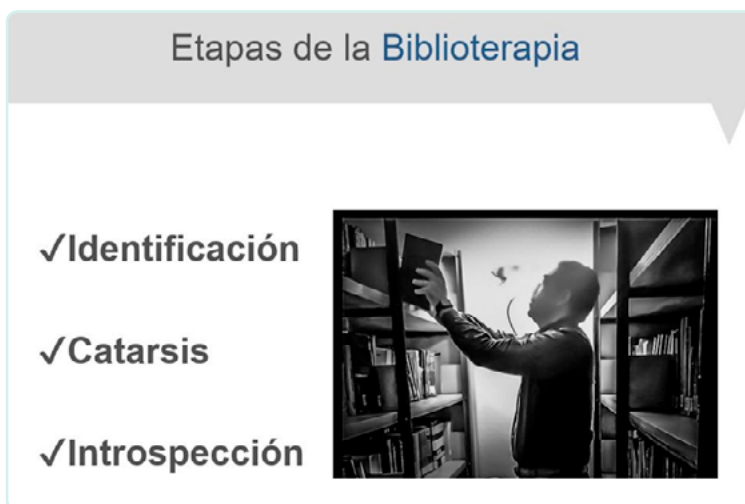 Etapas de la Biblioterapia
✓Identificación
✓Catarsis
✓Introspección